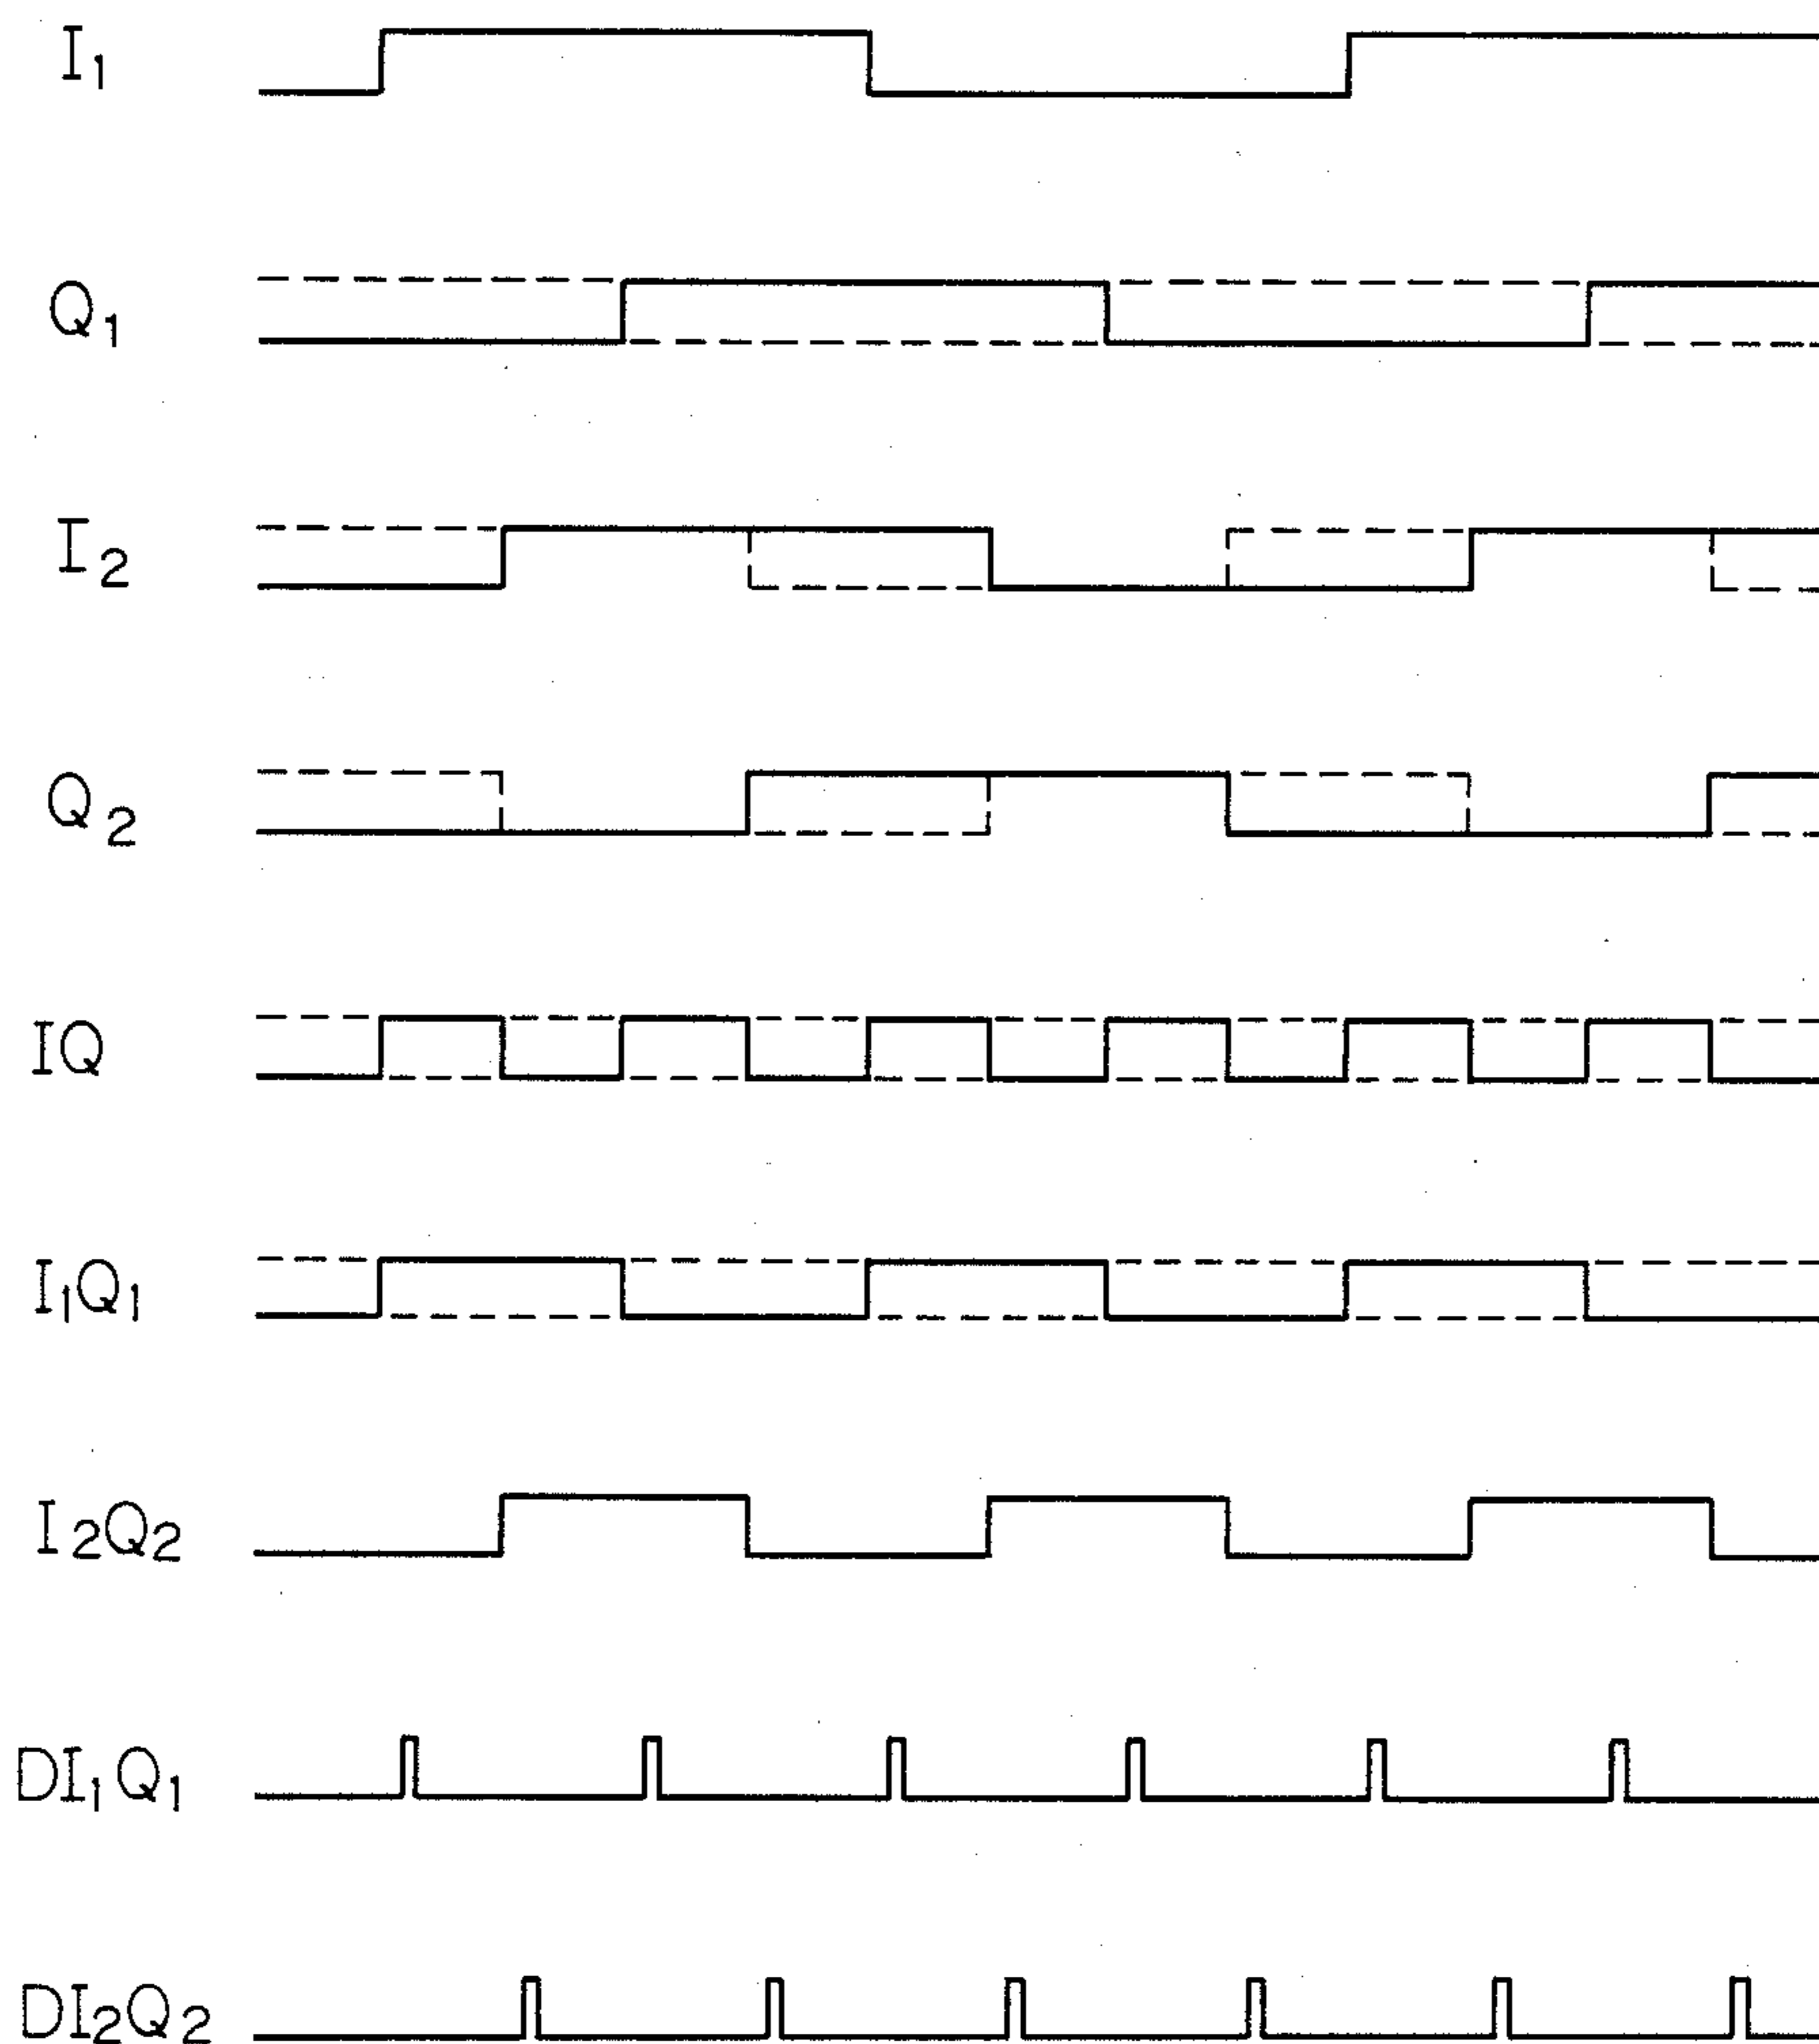 I₁
Q₁
I₂
Q₂
IQ
I₁Q₁
I₂Q₂
DI₁Q₁
DI₂Q₂